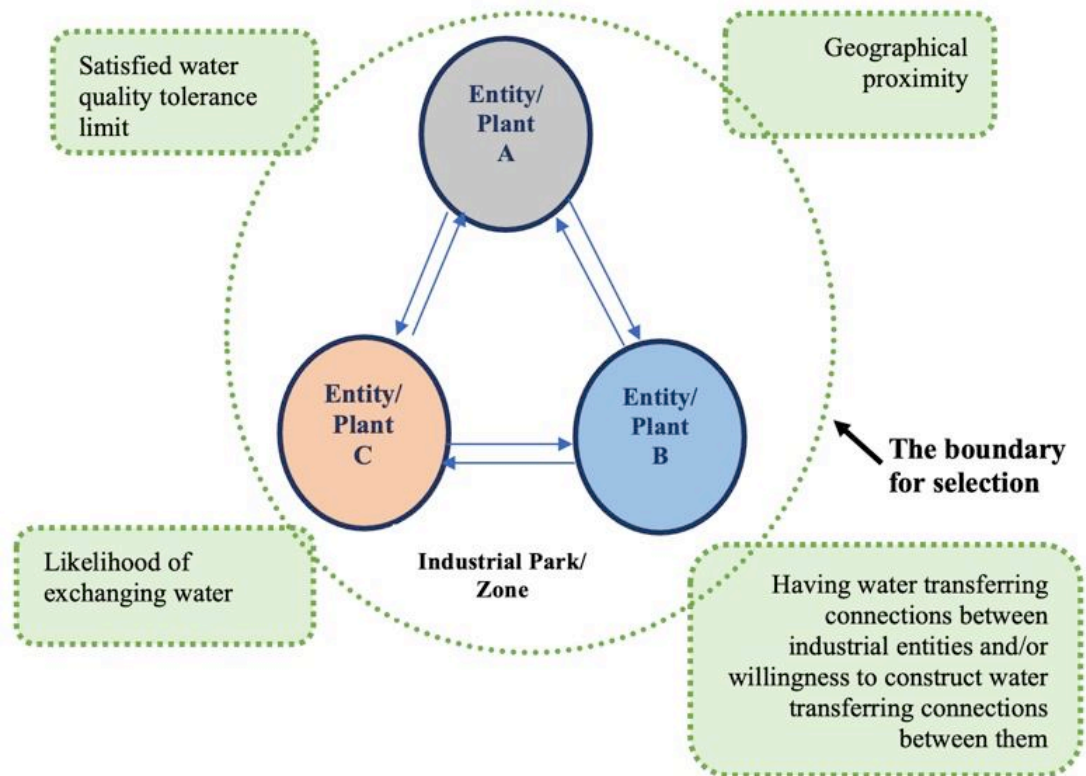 Satisfied water
quality tolerance
limit
Geographical
proximity
Entity/
Plant
A
Entity/
Plant
C
Entity/
Plant
B
The boundary
for selection
Industrial Park/
Zone
Likelihood of
exchanging water
Having water transferring
connections between
industrial entities and/or
willingness to construct water
transferring connections
between them